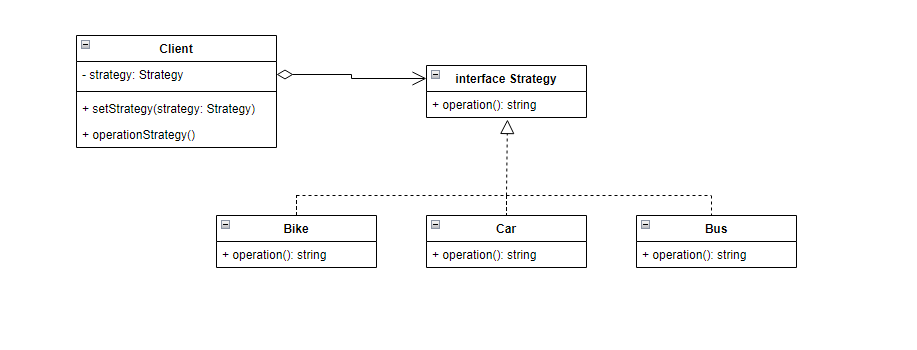 Client
- strategy: Strategy
+ setStrategy(strategy: Strategy)
+ operationStrategy()
interface Strategy
+ operation(): string
Bike
+ operation(): string
Car
+ operation(): string
Bus
+ operation(): string